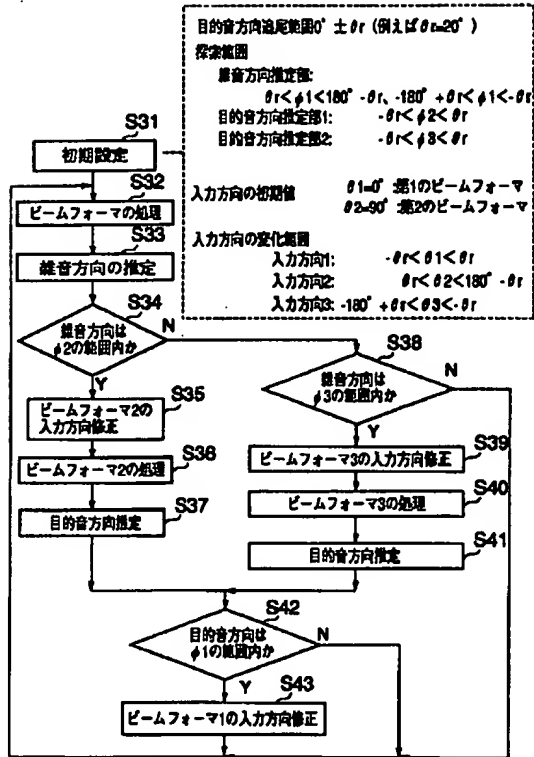 目的音方向追尾範囲0° ± θr (例えばθr=20° )
探索範囲
雑音方向推定部:
θr<φ1<180° -θr、-180° +θr<φ1<-θr
目的音方向推定部1: -θr<φ2<θr
目的音方向推定部2: -θr<φ3<θr
入力方向の初期値 θ1=0° :第1のビームフォーマ
θ2=90° :第2のビームフォーマ
入力方向の変化範囲
入力方向1: -θr<θ1<θr
入力方向2: θr<θ2<180° -θr
入力方向3: -180° +θr<θ3<-θr
S31
初期設定
S32
ビームフォーマの処理
S33
雑音方向の推定
S34
雑音方向は
φ2の範囲内か
N
Y
S35
ビームフォーマ2の
入力方向修正
S36
ビームフォーマ2の処理
S37
目的音方向推定
S38
雑音方向は
φ3の範囲内か
N
Y
S39
ビームフォーマ3の入力方向修正
S40
ビームフォーマ3の処理
S41
目的音方向推定
S42
目的音方向は
φ1の範囲内か
N
Y
S43
ビームフォーマ1の入力方向修正